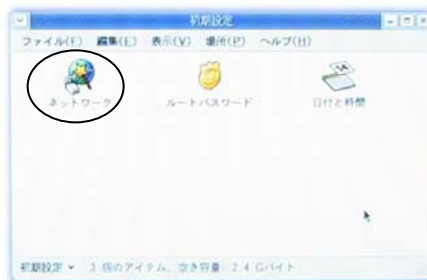 初期設定
ファイル(F) 編集(E) 表示(V) 場所(P) ヘルプ(H)
ネットワーク ルートパスワード 日付と時間
初期設定 3 個のアイテム、空き容量: 2.4 Gバイト